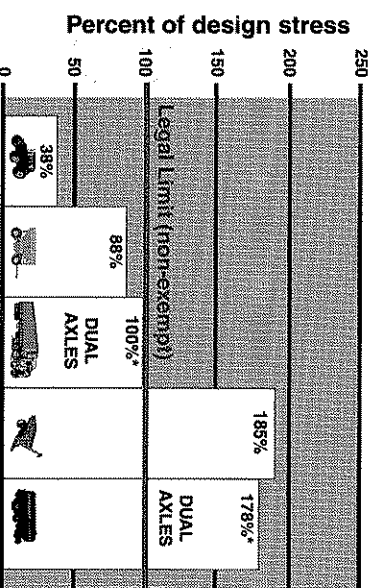 Percent of design stress
250
200
150
100
50
0
Legal Limit (non-exempt)
38%
88%
100%*
DUAL
AXLES
185%
178%*
DUAL
AXLES